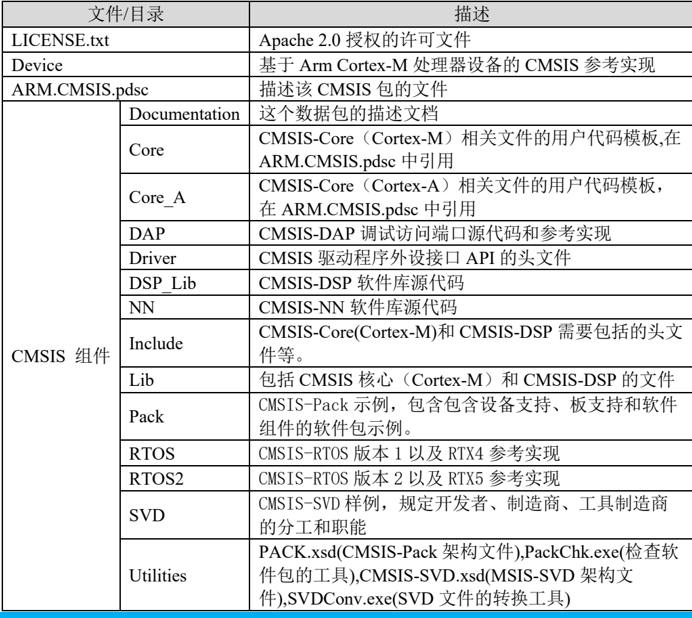 文件/目录 描述
LICENSE.txt Apache 2.0 授权的许可文件
Device 基于 Arm Cortex-M 处理器设备的 CMSIS 参考实现
ARM.CMSIS.pdsc 描述该 CMSIS 包的文件
CMSIS 组件
Documentation 这个数据包的描述文档
Core CMSIS-Core（Cortex-M）相关文件的用户代码模板,在
ARM.CMSIS.pdsc 中引用
Core_A CMSIS-Core（Cortex-A）相关文件的用户代码模板，
在 ARM.CMSIS.pdsc 中引用
DAP CMSIS-DAP 调试访问端口源代码和参考实现
Driver CMSIS 驱动程序外设接口 API 的头文件
DSP_Lib CMSIS-DSP 软件库源代码
NN CMSIS-NN 软件库源代码
Include CMSIS-Core(Cortex-M)和 CMSIS-DSP 需要包括的头文
件等。
Lib 包括 CMSIS 核心（Cortex-M）和 CMSIS-DSP 的文件
Pack CMSIS-Pack 示例，包含包含设备支持、板支持和软件
组件的软件包示例。
RTOS CMSIS-RTOS 版本 1 以及 RTX4 参考实现
RTOS2 CMSIS-RTOS 版本 2 以及 RTX5 参考实现
SVD CMSIS-SVD 样例，规定开发者、制造商、工具制造商
的分工和职能
Utilities PACK.xsd(CMSIS-Pack 架构文件),PackChk.exe(检查软
件包的工具),CMSIS-SVD.xsd(MSIS-SVD 架构文
件),SVDConv.exe(SVD 文件的转换工具)